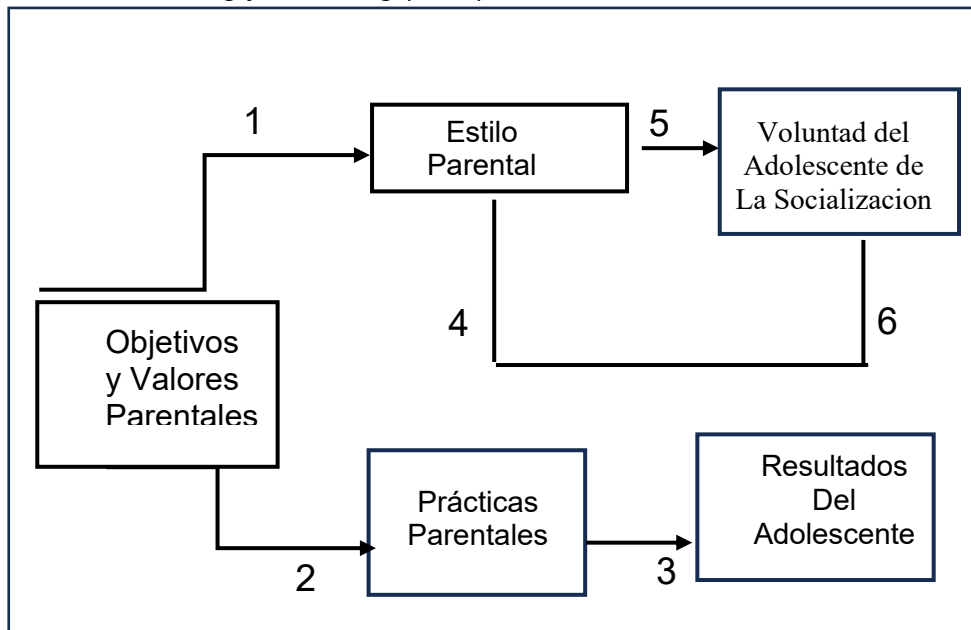 1
Estilo
Parental
5
Voluntad del
Adolescente de
La Socializacion
Objetivos
y Valores
Parentales
4
6
2
Prácticas
Parentales
3
Resultados
Del
Adolescente